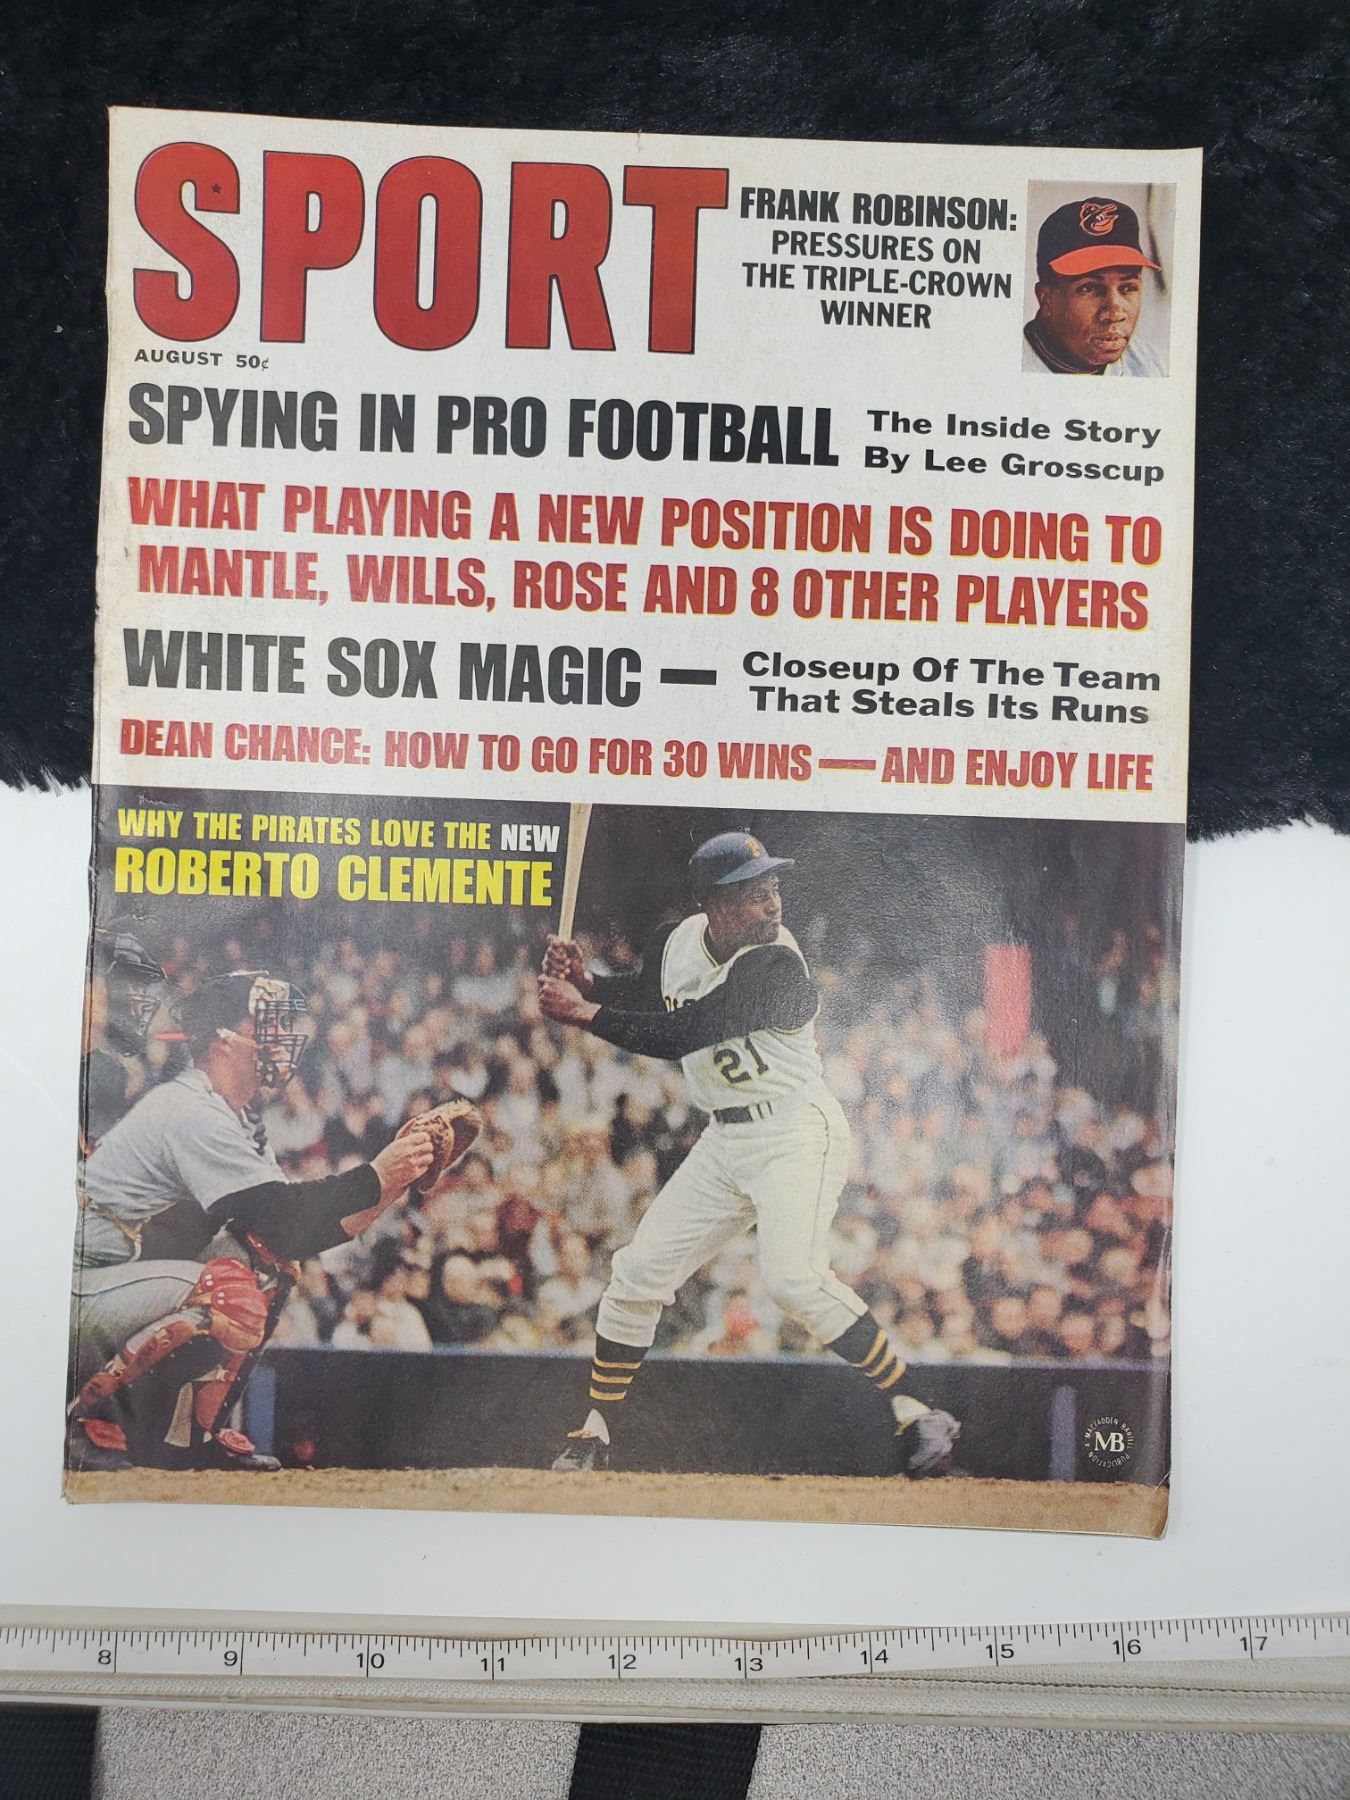 SPORT
FRANK ROBINSON:
PRESSURES ON
THE TRIPLE-CROWN
WINNER
AUGUST 50¢
SPYING IN PRO FOOTBALL
The Inside Story
By Lee Grosscup
WHAT PLAYING A NEW POSITION IS DOING TO
MANTLE, WILLS, ROSE AND 8 OTHER PLAYERS
WHITE SOX MAGIC —
Closeup Of The Team
That Steals Its Runs
DEAN CHANCE: HOW TO GO FOR 30 WINS — AND ENJOY LIFE
WHY THE PIRATES LOVE THE NEW
ROBERTO CLEMENTE
21
A MACFADDEN BARTELL PUBLICATION
MB
8 9 10 11 12 13 14 15 16 17